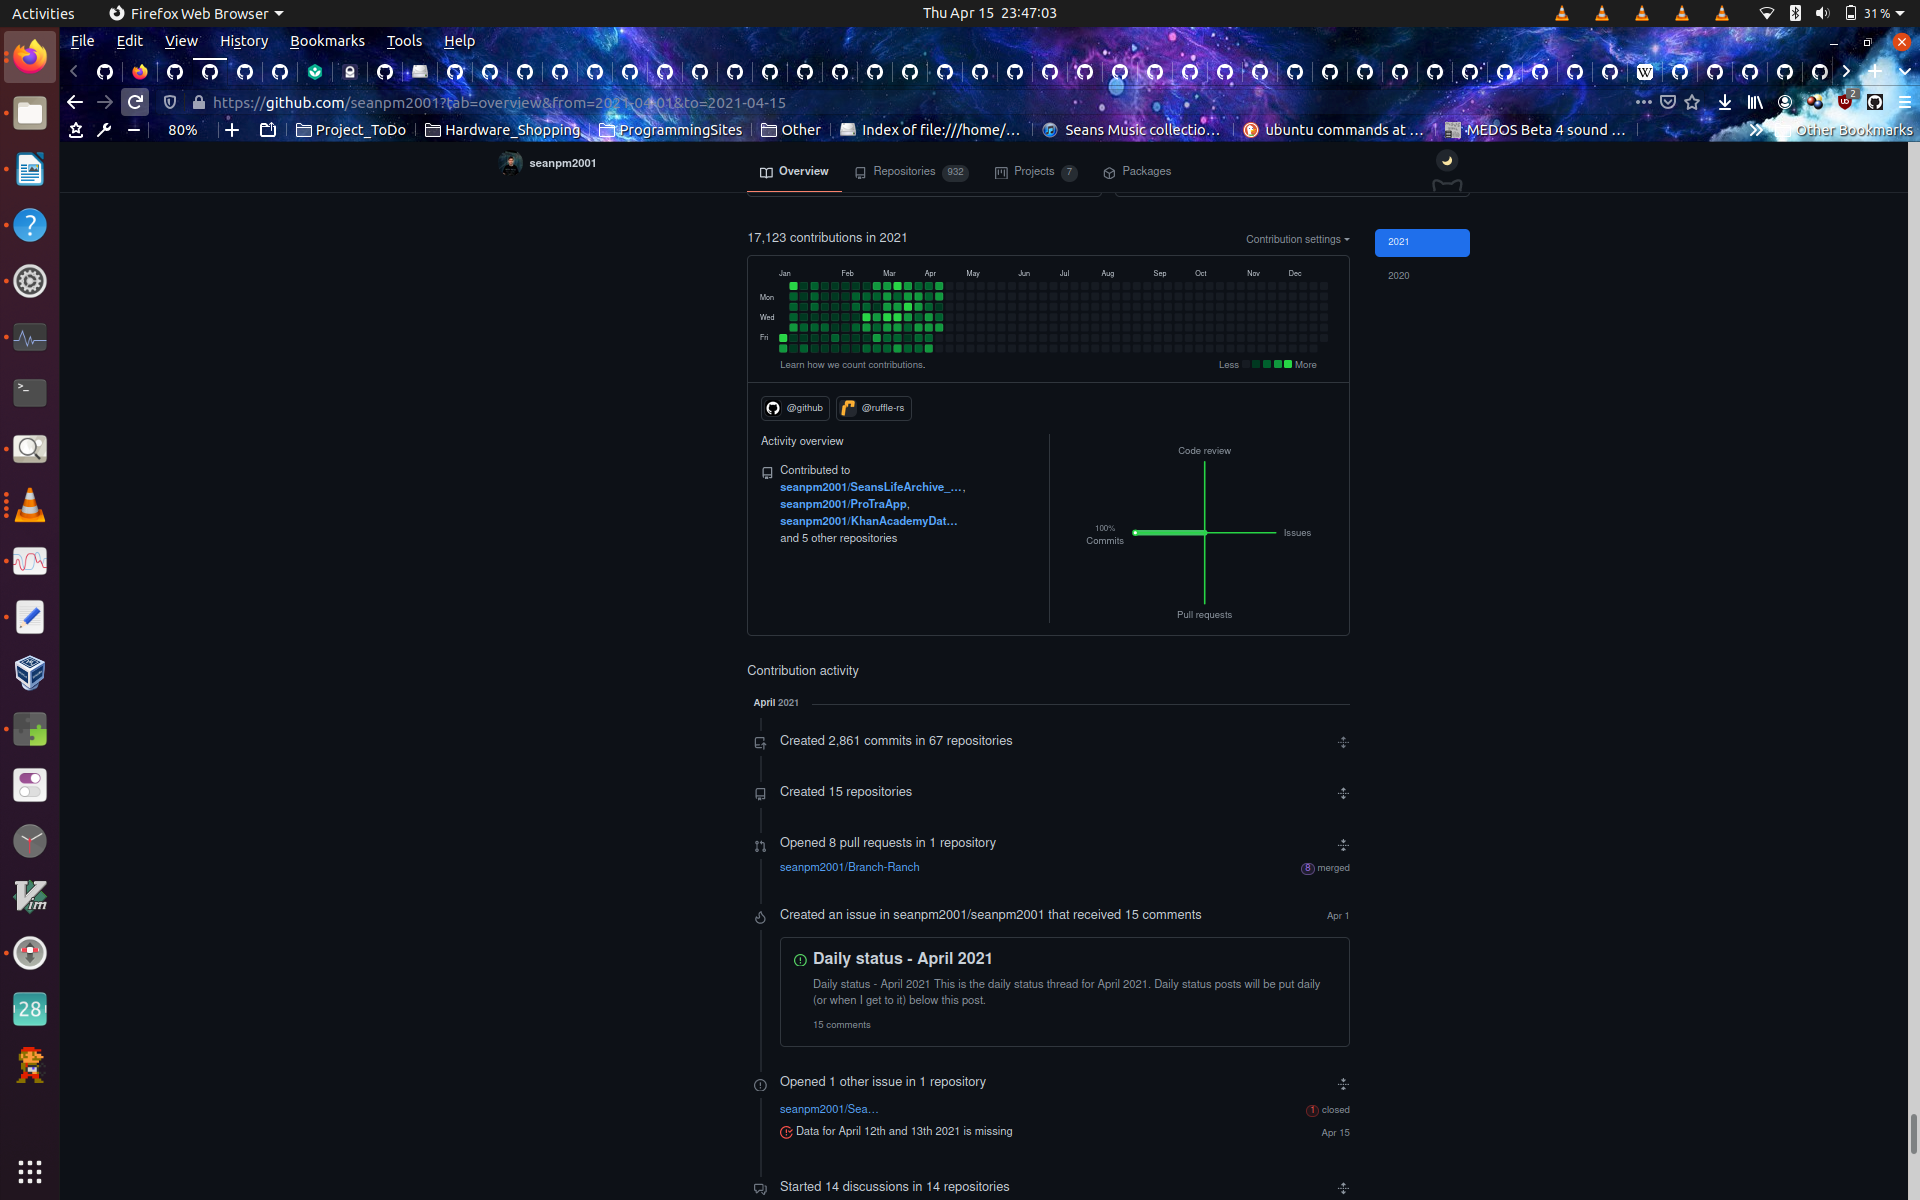 Activities
Firefox Web Browser
Thu Apr 15 23:47:03
31 %
File Edit View History Bookmarks Tools Help
https://github.com/seanpm2001?tab=overview&from=2021-04-01&to=2021-04-15
2
80%
Project_ToDo
Hardware_Shopping
ProgrammingSites
Other
Index of file:///home/…
Seans Music collectio…
ubuntu commands at …
MEDOS Beta 4 sound …
Other Bookmarks
seanpm2001
Overview
Repositories 932
Projects 7
Packages
17,123 contributions in 2021
Contribution settings
2021
2020
Jan Feb Mar Apr May Jun Jul Aug Sep Oct Nov Dec
Mon
Wed
Fri
Learn how we count contributions.
Less More
@github
@ruffle-rs
Activity overview
Contributed to
seanpm2001/SeansLifeArchive_…,
seanpm2001/ProTraApp,
seanpm2001/KhanAcademyDat…
and 5 other repositories
Code review
100%
Commits
Issues
Pull requests
Contribution activity
April 2021
Created 2,861 commits in 67 repositories
Created 15 repositories
Opened 8 pull requests in 1 repository
seanpm2001/Branch-Ranch
8 merged
Created an issue in seanpm2001/seanpm2001 that received 15 comments
Apr 1
Daily status - April 2021
Daily status - April 2021 This is the daily status thread for April 2021. Daily status posts will be put daily
(or when I get to it) below this post.
15 comments
Opened 1 other issue in 1 repository
seanpm2001/Sea…
1 closed
Data for April 12th and 13th 2021 is missing
Apr 15
Started 14 discussions in 14 repositories
28